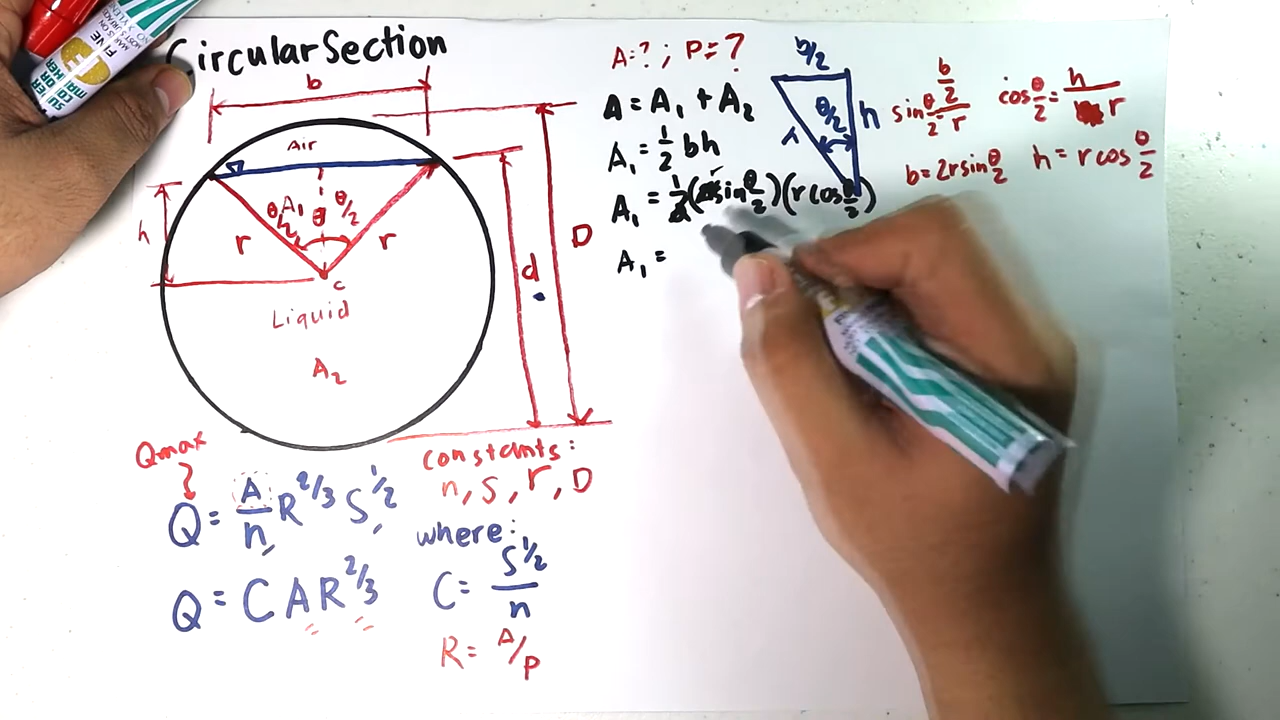 Circular Section
b
Air
A₁
θ/2
θ
θ/2
h
r
r
c
Liquid
A₂
d
D
Qmax
Q = A/n R^2/3 S^1/2
Q = C A R^2/3
constants:
n, S, r, D
where:
C = S^1/2 / n
R = A/P
A = ? ; P = ?
A = A₁ + A₂
A₁ = 1/2 bh
A₁ = 1/2 (2r sin θ/2)(r cos θ/2)
A₁ =
b/2
θ/2
h
r
sin θ/2 = b/2 / r
b = 2r sin θ/2
cos θ/2 = h / r
h = r cos θ/2